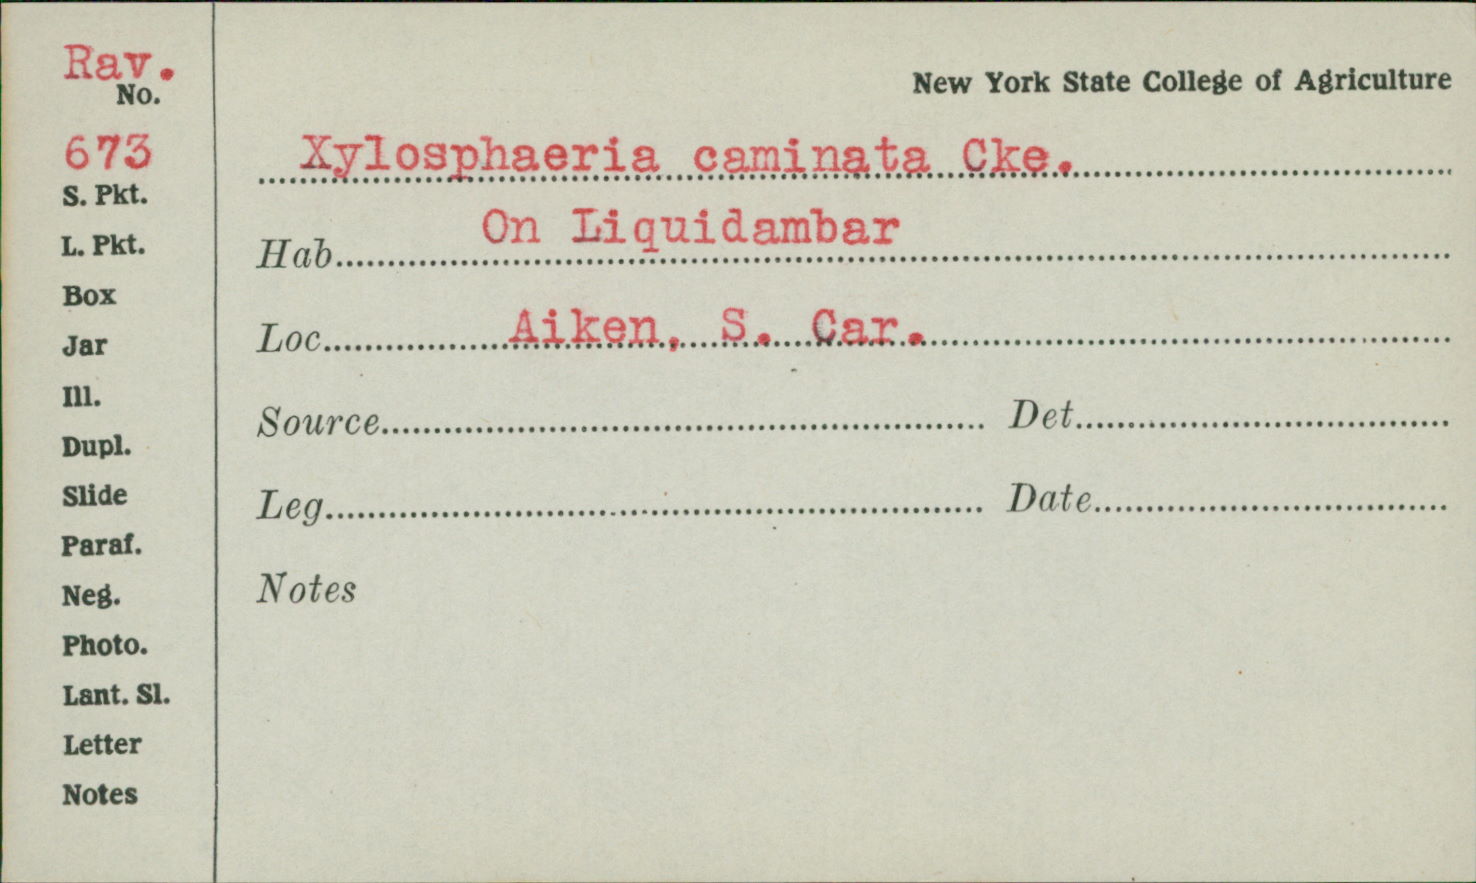 Rav.
No.
673
S. Pkt.
L. Pkt.
Box
Jar
Ill.
Dupl.
Slide
Paraf.
Neg.
Photo.
Lant. Sl.
Letter
Notes
New York State College of Agriculture
Xylosphaeria caminata Cke.
Hab. On Liquidambar
Loc. Aiken, S. Car.
Source Det.
Leg. Date
Notes